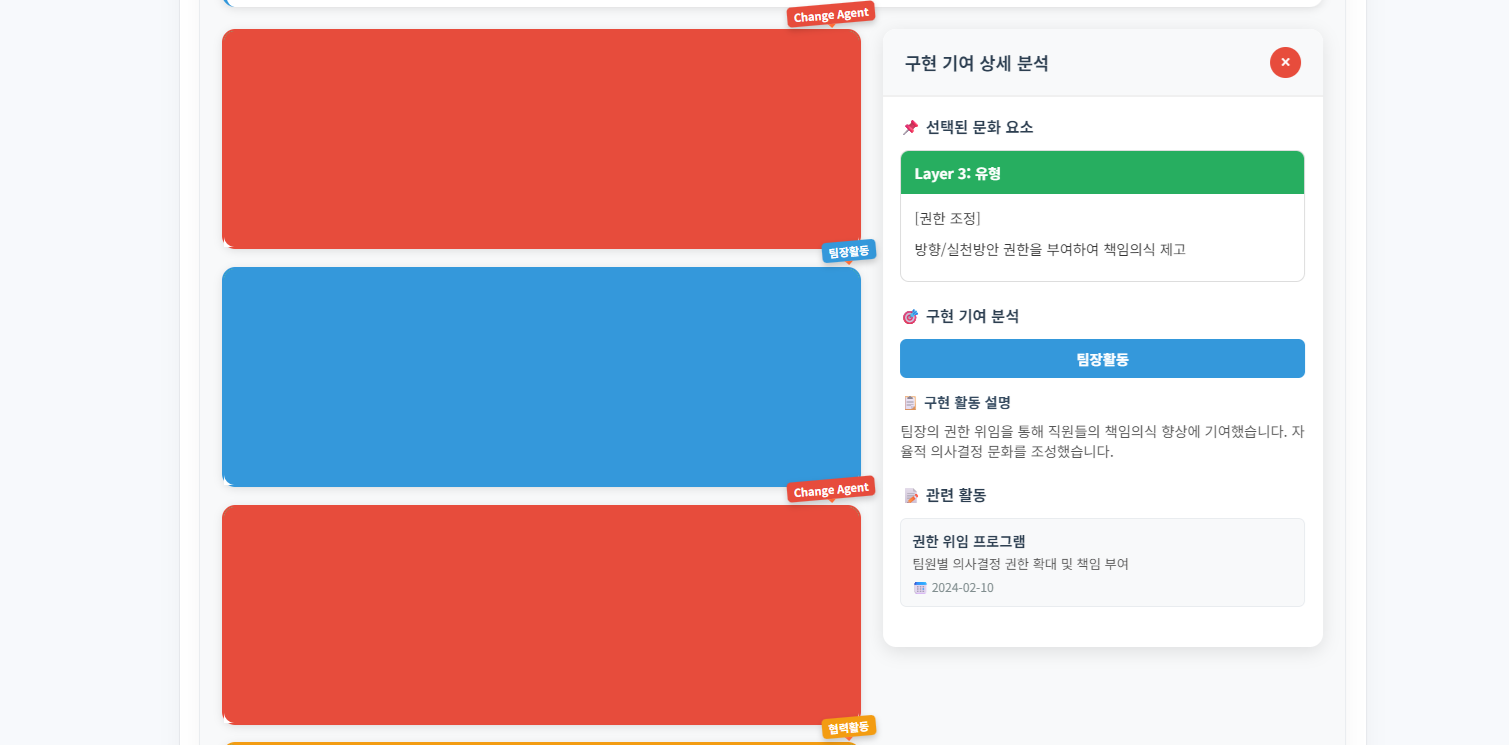 Change Agent
팀장활동
Change Agent
협력활동
구현 기여 상세 분석
×
선택된 문화 요소
Layer 3: 유형
[권한 조정]
방향/실천방안 권한을 부여하여 책임의식 제고
구현 기여 분석
팀장활동
구현 활동 설명
팀장의 권한 위임을 통해 직원들의 책임의식 향상에 기여했습니다. 자
율적 의사결정 문화를 조성했습니다.
관련 활동
권한 위임 프로그램
팀원별 의사결정 권한 확대 및 책임 부여
2024-02-10